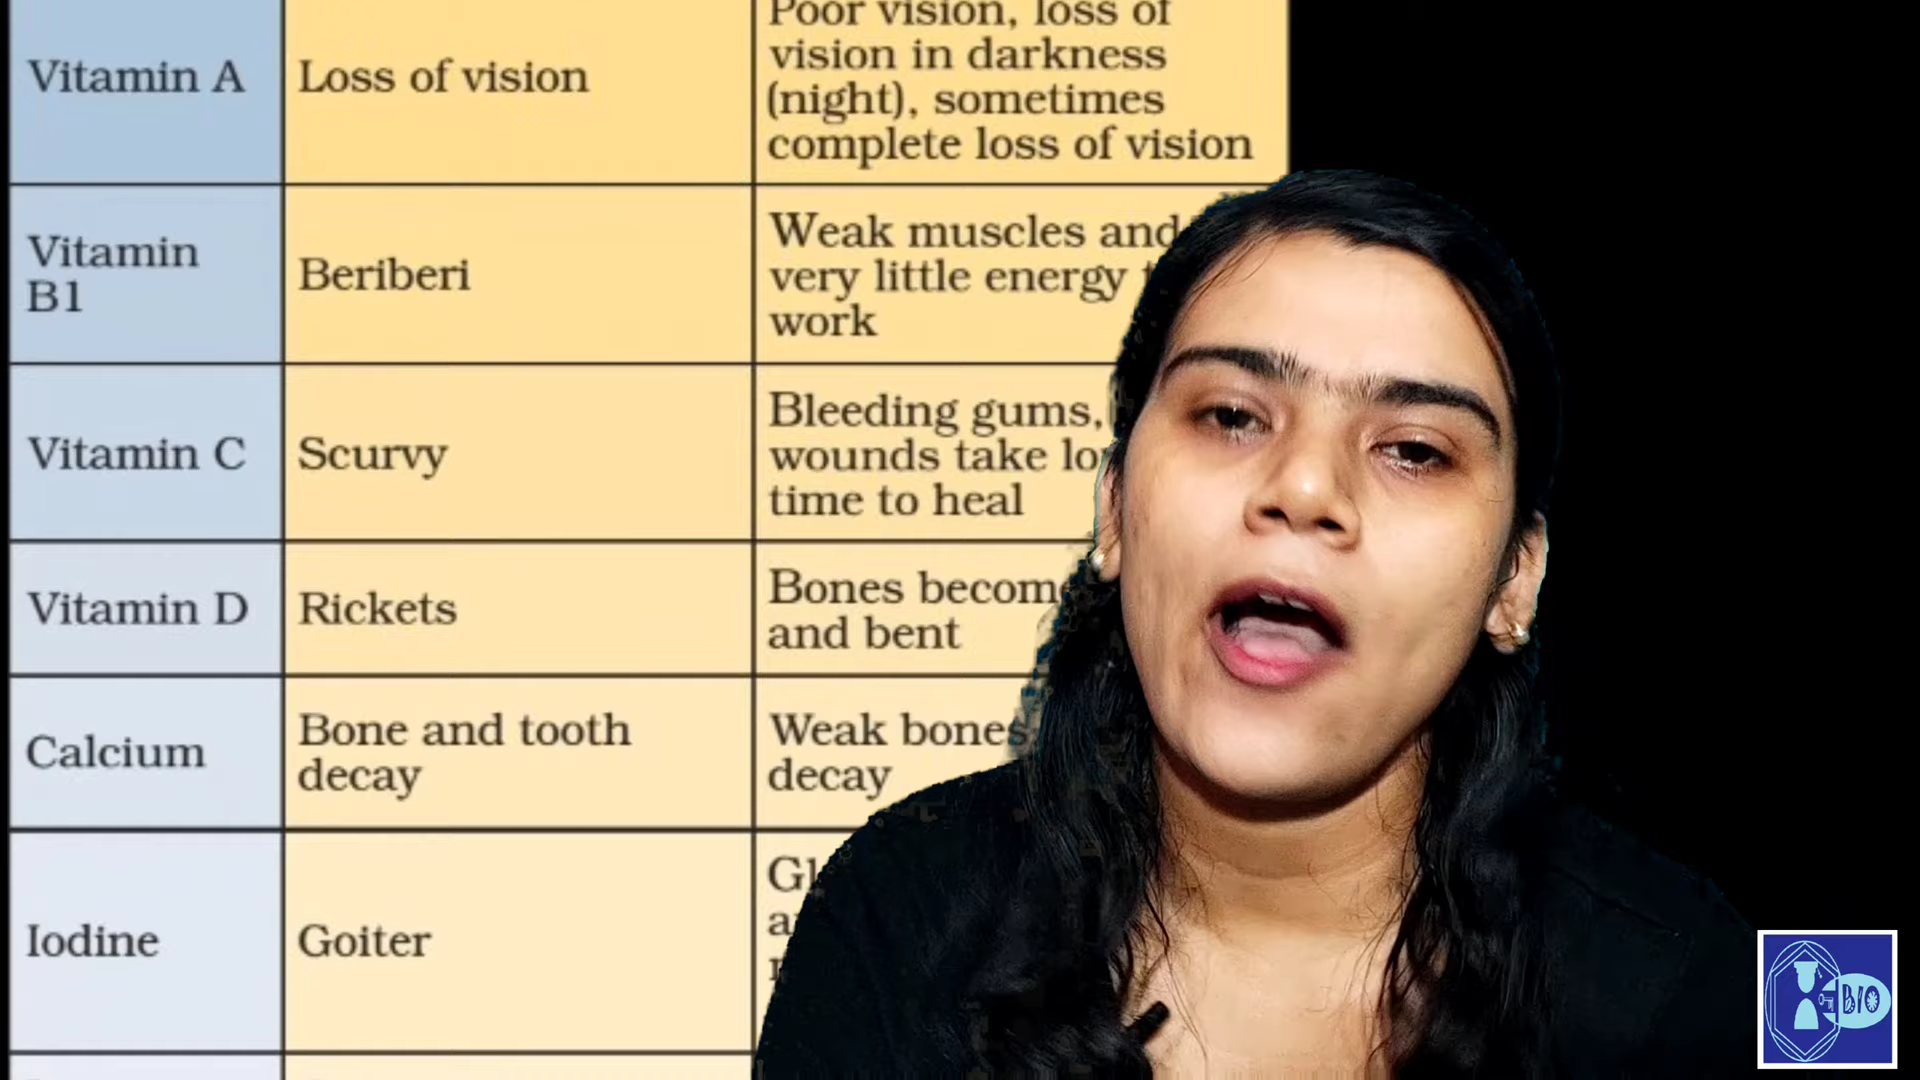 Vitamin A
Loss of vision
Poor vision, loss of
vision in darkness
(night), sometimes
complete loss of vision
Vitamin
B1
Beriberi
Weak muscles and
very little energy
work
Vitamin C
Scurvy
Bleeding gums,
wounds take
time to heal
Vitamin D
Rickets
Bones
and bent
Calcium
Bone and tooth
decay
Weak bones
decay
Iodine
Goiter
BIO